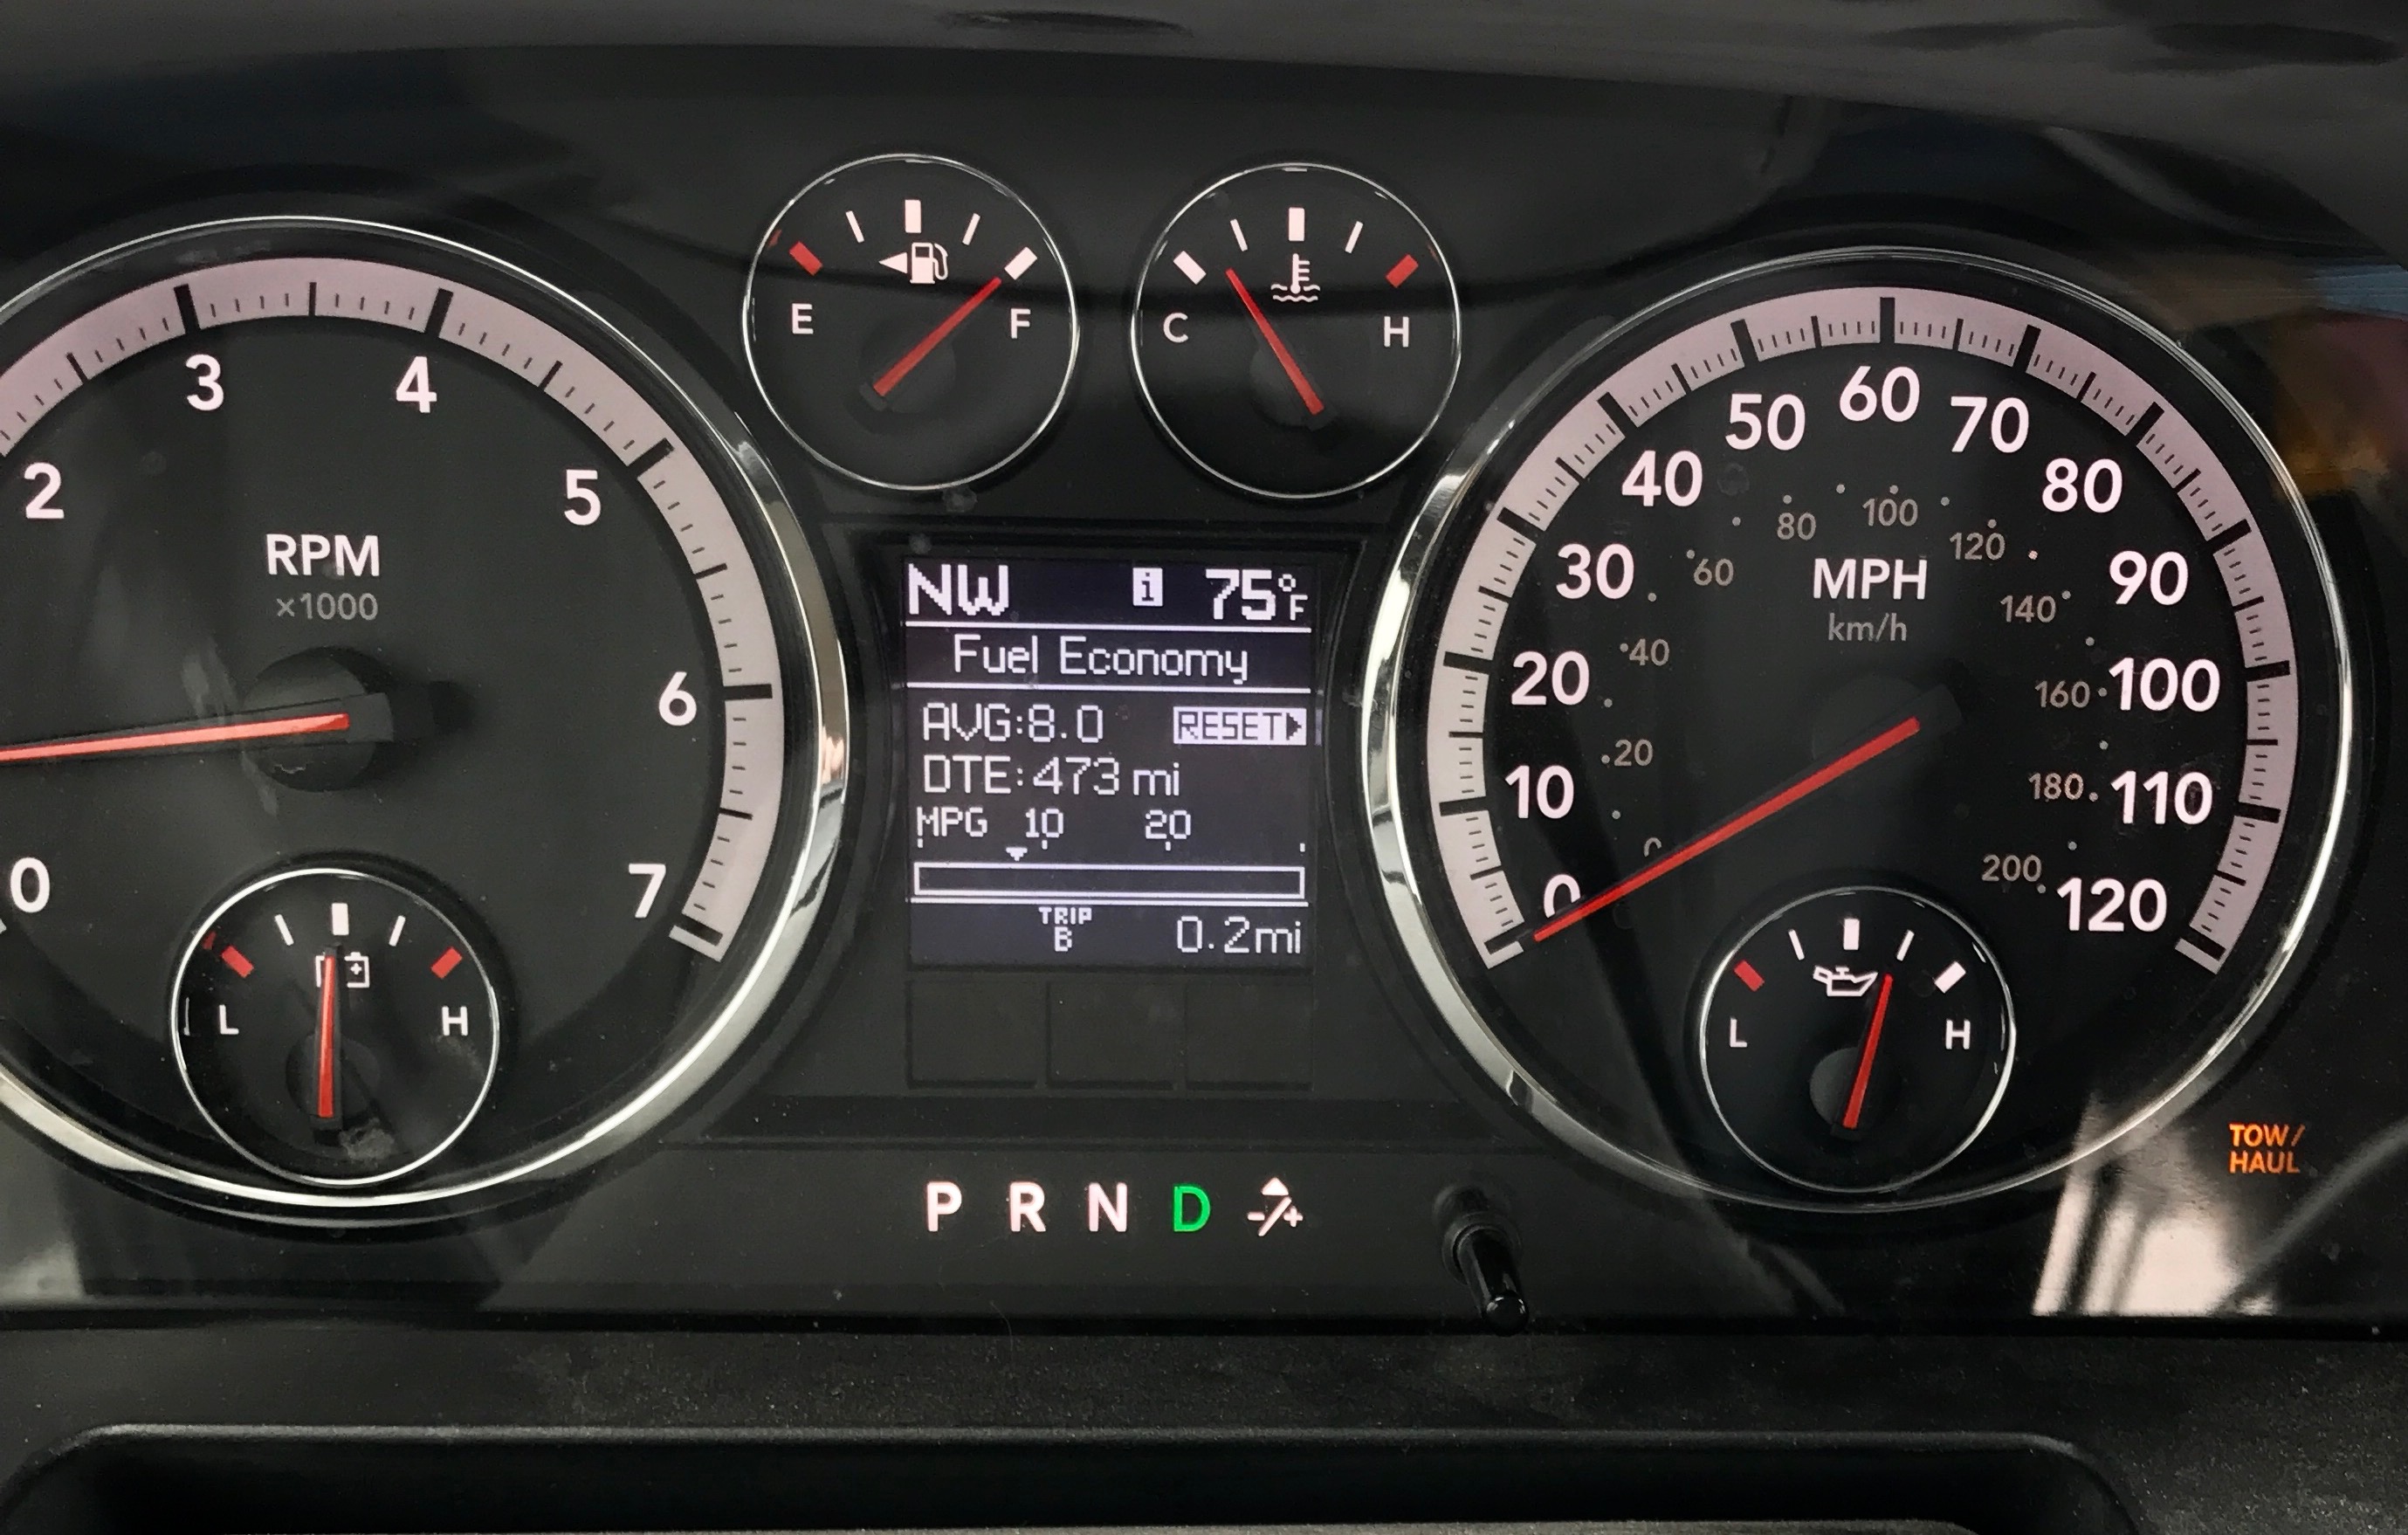 2
3
4
5
6
7
0
RPM
×1000
L
H
E
F
C
H
NW i 75°F
Fuel Economy
AVG:8.0 RESET
DTE:473 mi
MPG 10 20
TRIP
B
0.2mi
P R N D - +
0
10
20
30
40
50
60
70
80
90
100
110
120
MPH
km/h
0
20
40
60
80
100
120
140
160
180
200
L
H
TOW/
HAUL